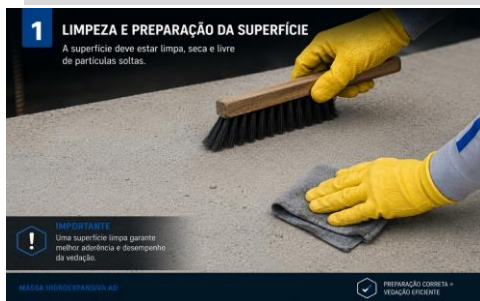 1
LIMPEZA E PREPARAÇÃO DA SUPERFÍCIE
A superfície deve estar limpa, seca e livre
de partículas soltas.
!
IMPORTANTE
Uma superfície limpa garante
melhor aderência e desempenho
da vedação.
MASSA HIDROEXPANSIVA AD
PREPARAÇÃO CORRETA =
VEDAÇÃO EFICIENTE